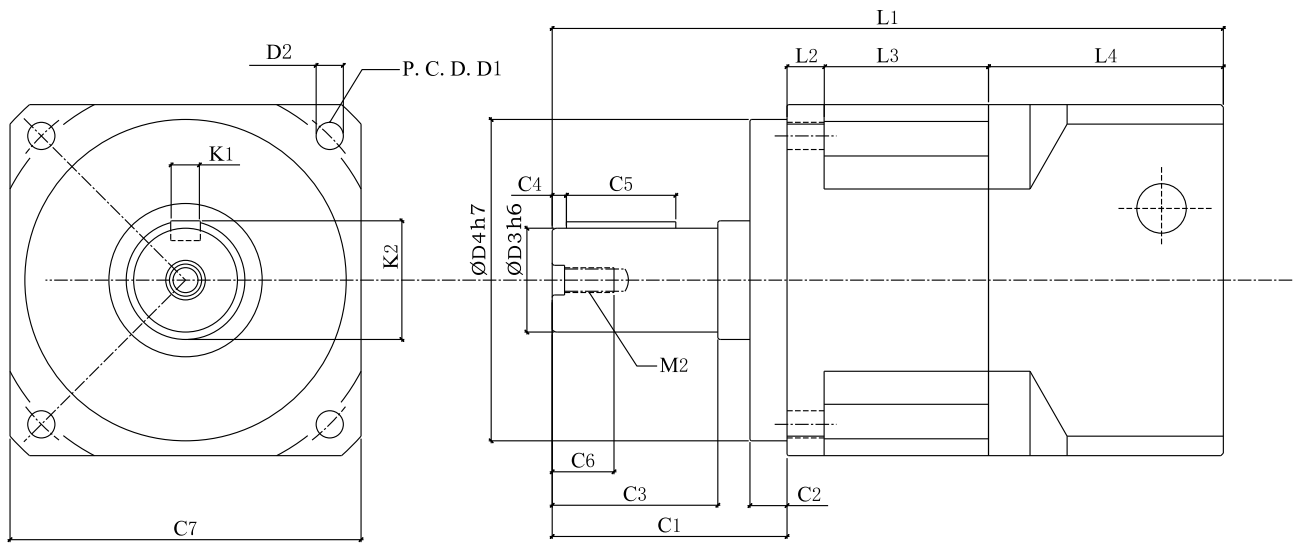 L1
D2
P. C. D. D1
L2
L3
L4
K1
C4
C5
K2
ØD4h7
ØD3h6
M2
C6
C3
C2
C1
C7